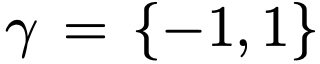 γ = {−1, 1}